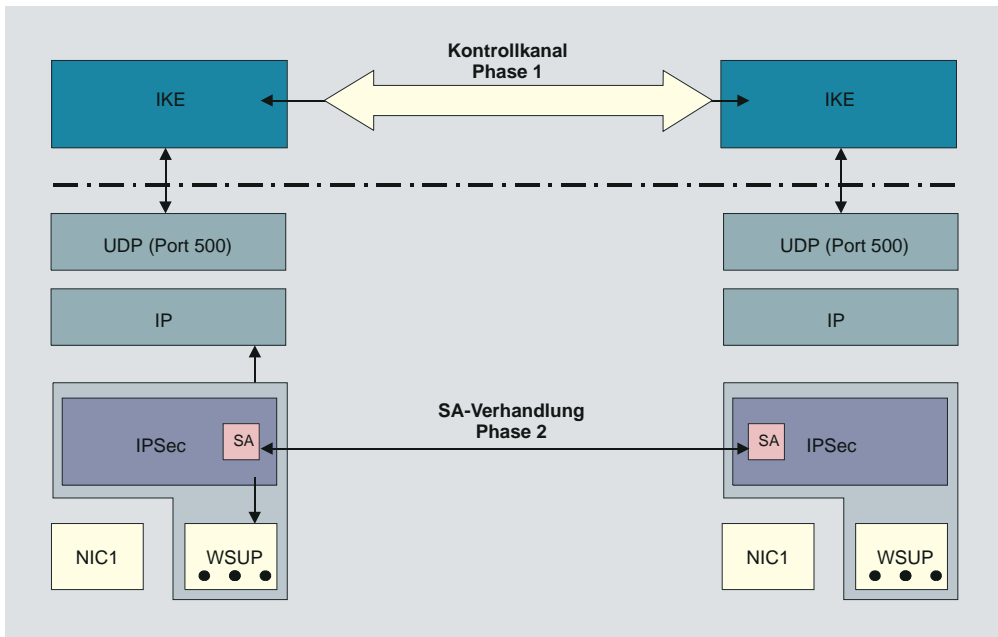 Kontrollkanal
Phase 1
IKE
IKE
UDP (Port 500)
UDP (Port 500)
IP
IP
SA-Verhandlung
Phase 2
IPSec
SA
SA
IPSec
NIC1
WSUP
NIC1
WSUP